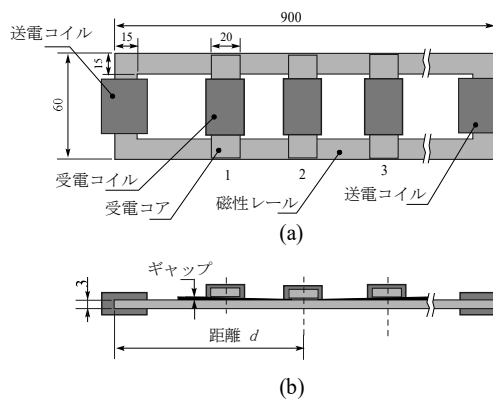 900
送電コイル
15
20
15
60
受電コイル
受電コア
1
磁性レール
2
3
送電コイル
(a)
ギャップ
3
距離 d
(b)